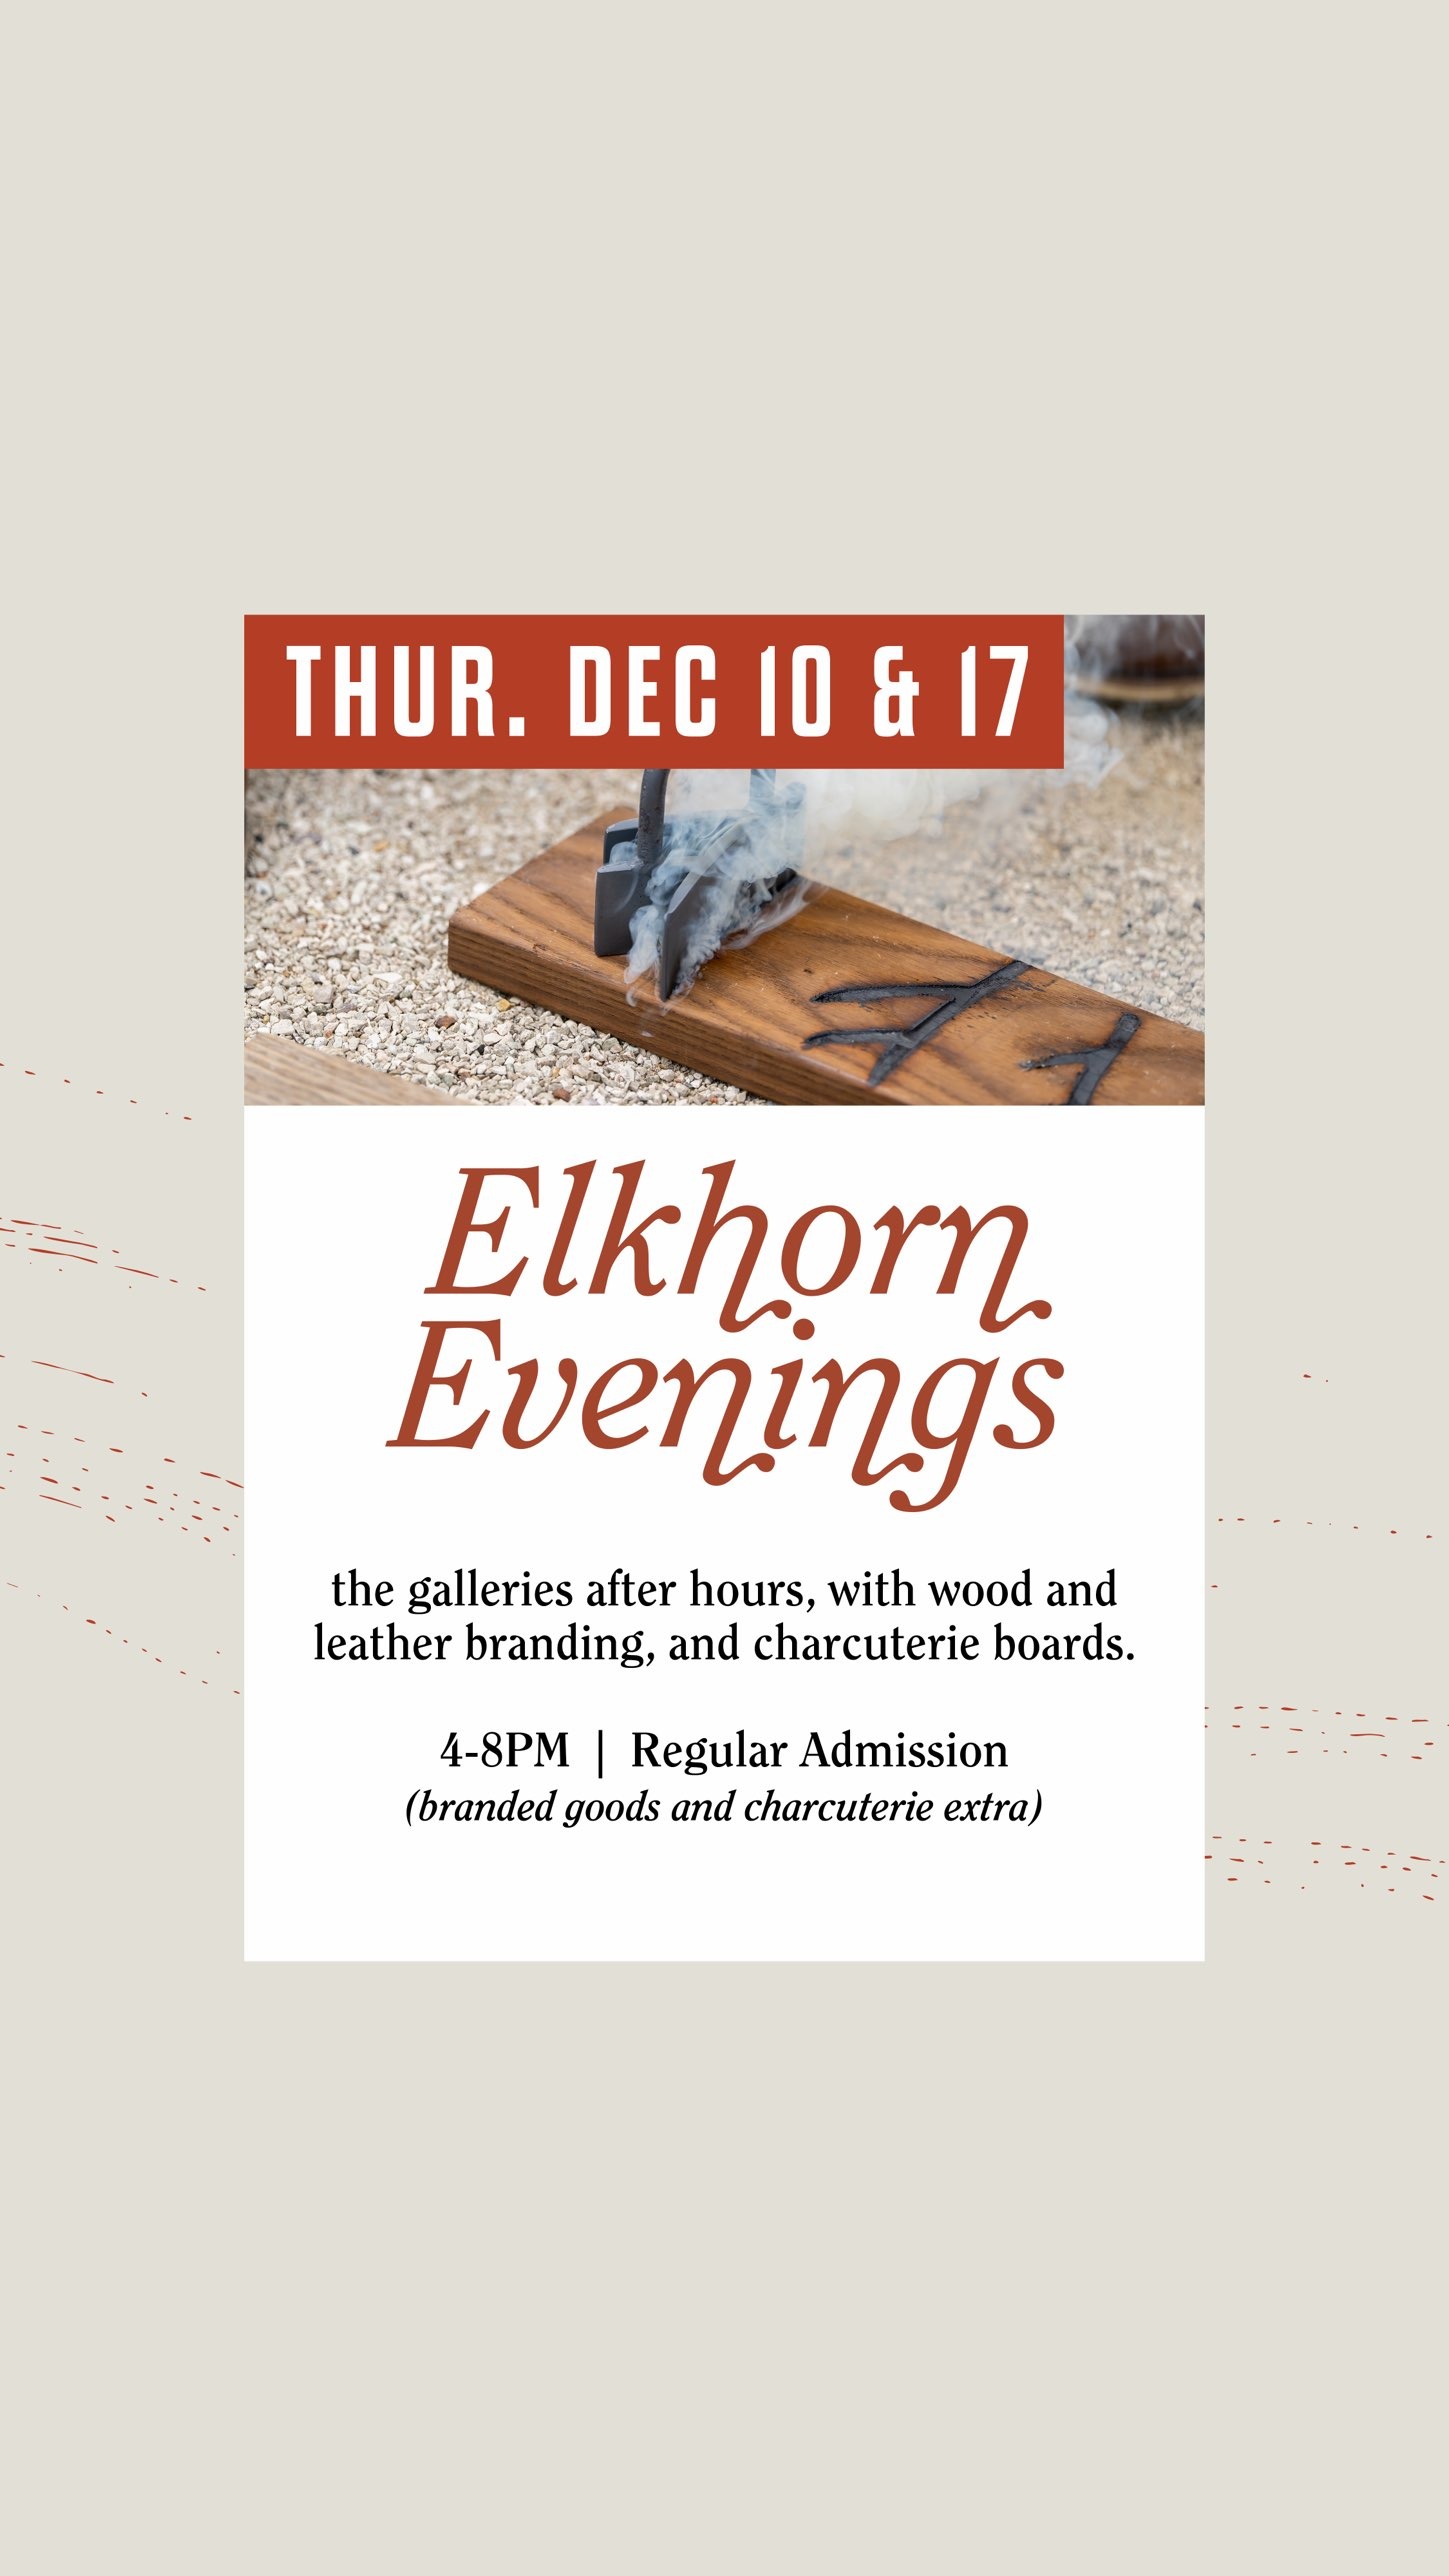 THUR. DEC 10 & 17
Elkhorn
Evenings
the galleries after hours, with wood and
leather branding, and charcuterie boards.
4-8PM | Regular Admission
(branded goods and charcuterie extra)